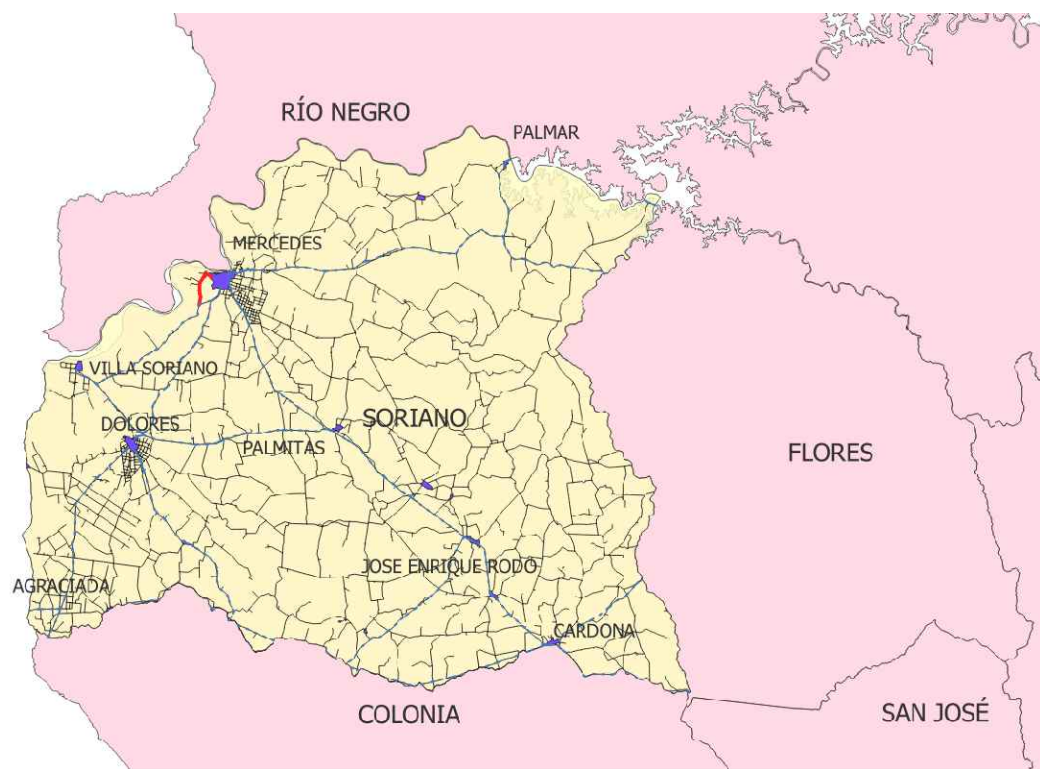 RÍO NEGRO
PALMAR
MERCEDES
VILLA SORIANO
DOLORES
SORIANO
PALMITAS
FLORES
JOSE ENRIQUE RODO
AGRACIADA
CARDONA
COLONIA
SAN JOSÉ